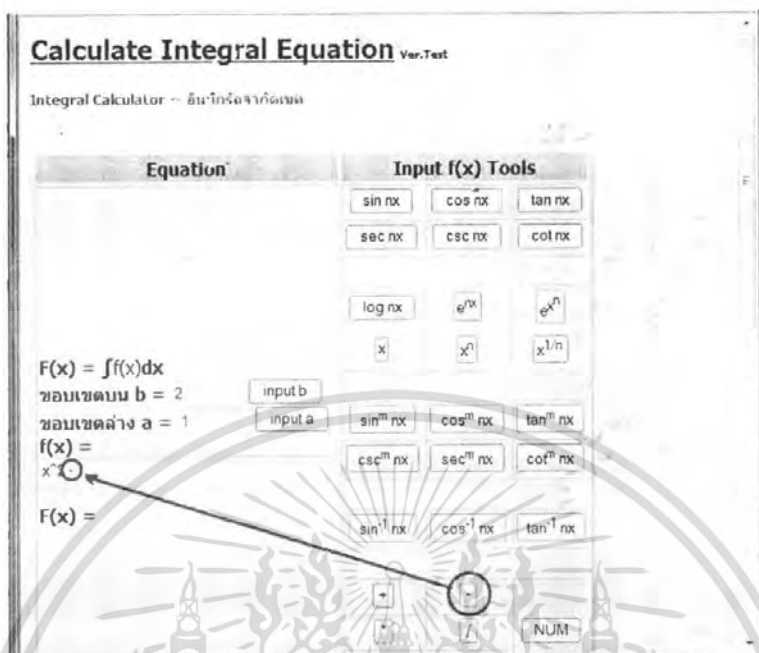 Calculate Integral Equation Ver.Test
Integral Calculator -- อินทิกรัลจำกัดเขต
Equation Input f(x) Tools
sin nx cos nx tan nx
sec nx csc nx cot nx
log nx e^nx e^x^n
x x^n x^1/n
F(x) = ∫f(x)dx
ขอบเขตบน b = 2 input b
ขอบเขตล่าง a = 1 input a
sin^m nx cos^m nx tan^m nx
f(x) =
csc^m nx sec^m nx cot^m nx
x^2-
F(x) =
sin^-1 nx cos^-1 nx tan^-1 nx
+ -
* / NUM